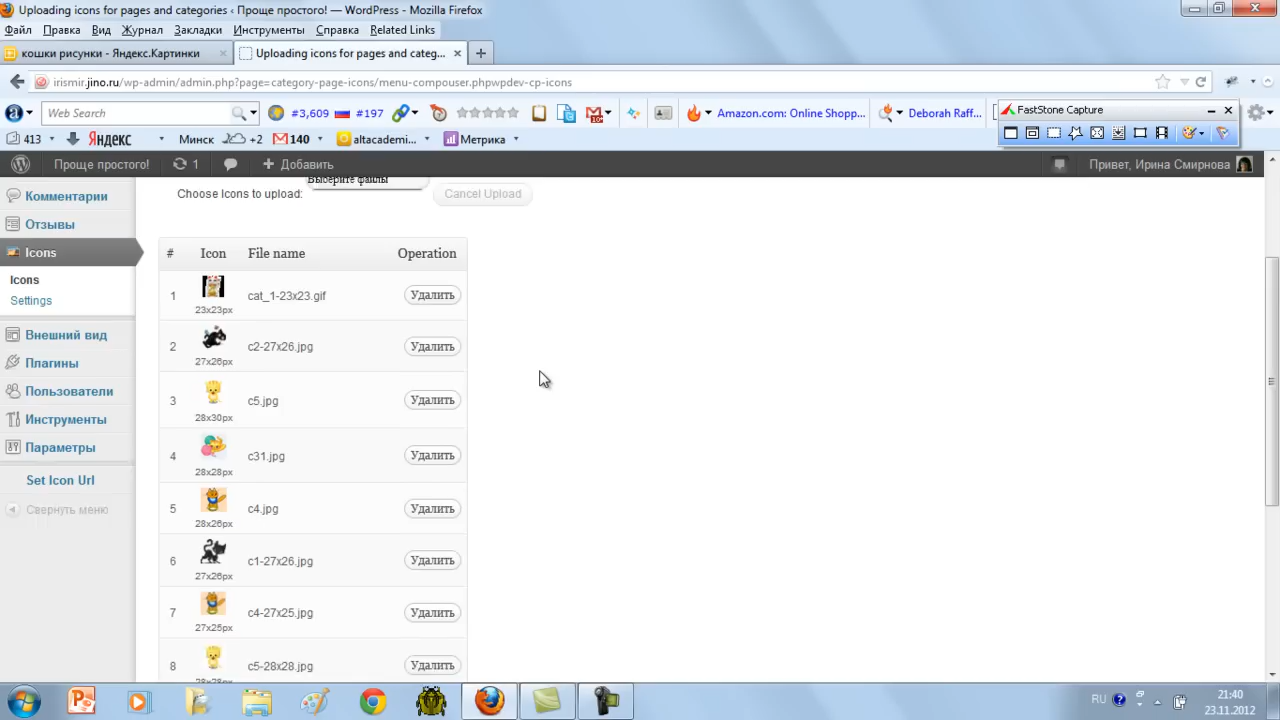 Uploading icons for pages and categories ‹ Проще простого! — WordPress - Mozilla Firefox
Файл Правка Вид Журнал Закладки Инструменты Справка Related Links
кошки рисунки - Яндекс.Картинки × Uploading icons for pages and categ... × +
irismir.jino.ru/wp-admin/admin.php?page=category-page-icons/menu-compouser.phpwpdev-cp-icons
a Web Search #3,609 #197 Amazon.com: Online Shopp... Deborah Raff...
FastStone Capture
413 ЯНДЕКС Минск +2 140 altacademi... Метрика
Проще простого! 1 + Добавить Привет, Ирина Смирнова
Комментарии
Отзывы
Icons
Icons
Settings
Внешний вид
Плагины
Пользователи
Инструменты
Параметры
Set Icon Url
Свернуть меню
Choose Icons to upload: Выберите файлы Cancel Upload
# Icon File name Operation
1 cat_1-23x23.gif Удалить
23x23px
2 c2-27x26.jpg Удалить
27x26px
3 c5.jpg Удалить
28x30px
4 c31.jpg Удалить
28x28px
5 c4.jpg Удалить
28x26px
6 c1-27x26.jpg Удалить
27x26px
7 c4-27x25.jpg Удалить
27x25px
8 c5-28x28.jpg Удалить
28x28px
RU 21:40
23.11.2012